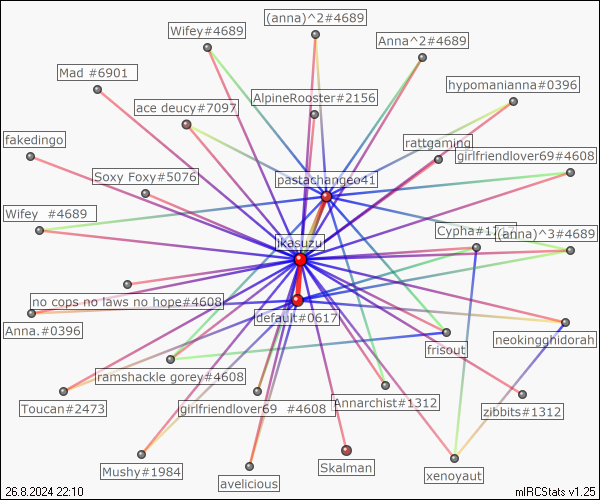 (anna)^2#4689
Wifey#4689
Anna^2#4689
Mad #6901
hypomanianna#0396
AlpineRooster#2156
ace deucy#7097
fakedingo
rattgaming
girlfriendlover69#4608
Soxy Foxy#5076
pastachangeo41
Wifey #4689
Cypha#1
(anna)^3#4689
ikasuzu
no cops no laws no hope#4608
default#0617
Anna.#0396
neokingghidorah
frisout
ramshackle gorey#4608
Toucan#2473
girlfriendlover69 #4608
Annarchist#1312
zibbits#1312
Mushy#1984
avelicious
Skalman
xenoyaut
26.8.2024 22:10
mIRCStats v1.25